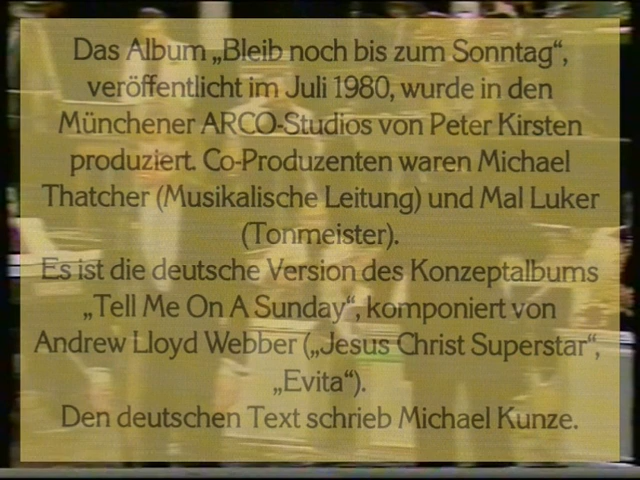 Das Album „Bleib noch bis zum Sonntag“,
veröffentlicht im Juli 1980, wurde in den
Münchener ARCO-Studios von Peter Kirsten
produziert. Co-Produzenten waren Michael
Thatcher (Musikalische Leitung) und Mal Luker
(Tonmeister).
Es ist die deutsche Version des Konzeptalbums
„Tell Me On A Sunday“, komponiert von
Andrew Lloyd Webber („Jesus Christ Superstar“,
„Evita“).
Den deutschen Text schrieb Michael Kunze.